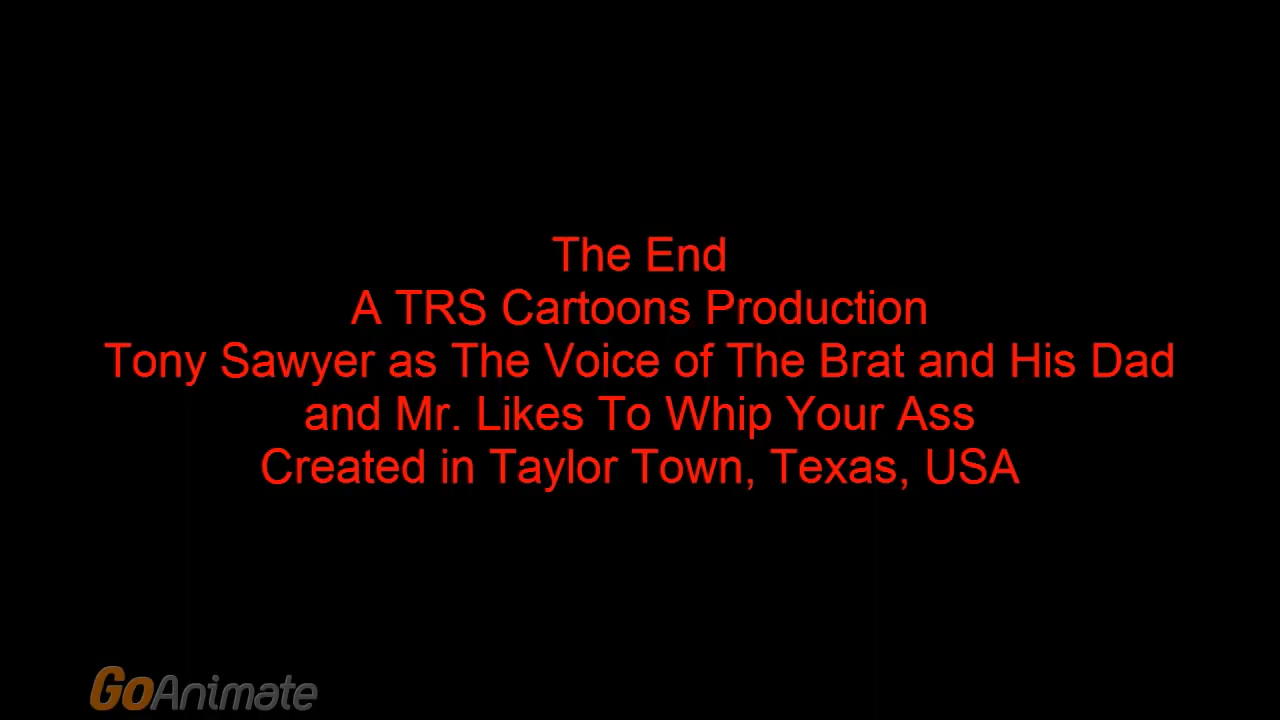 The End
A TRS Cartoons Production
Tony Sawyer as The Voice of The Brat and His Dad
and Mr. Likes To Whip Your Ass
Created in Taylor Town, Texas, USA
GoAnimate